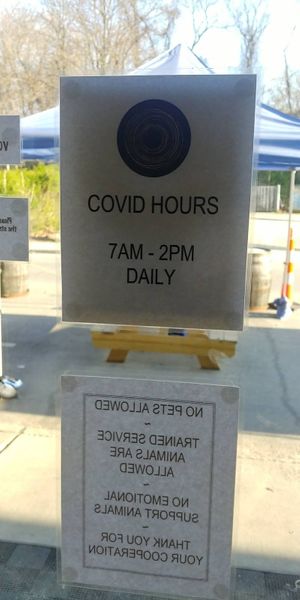 COVID HOURS
7AM - 2PM
DAILY
NO PETS ALLOWED
~
TRAINED SERVICE
ANIMALS ARE
ALLOWED
~
NO EMOTIONAL
SUPPORT ANIMALS
~
THANK YOU FOR
YOUR COOPERATION
Please